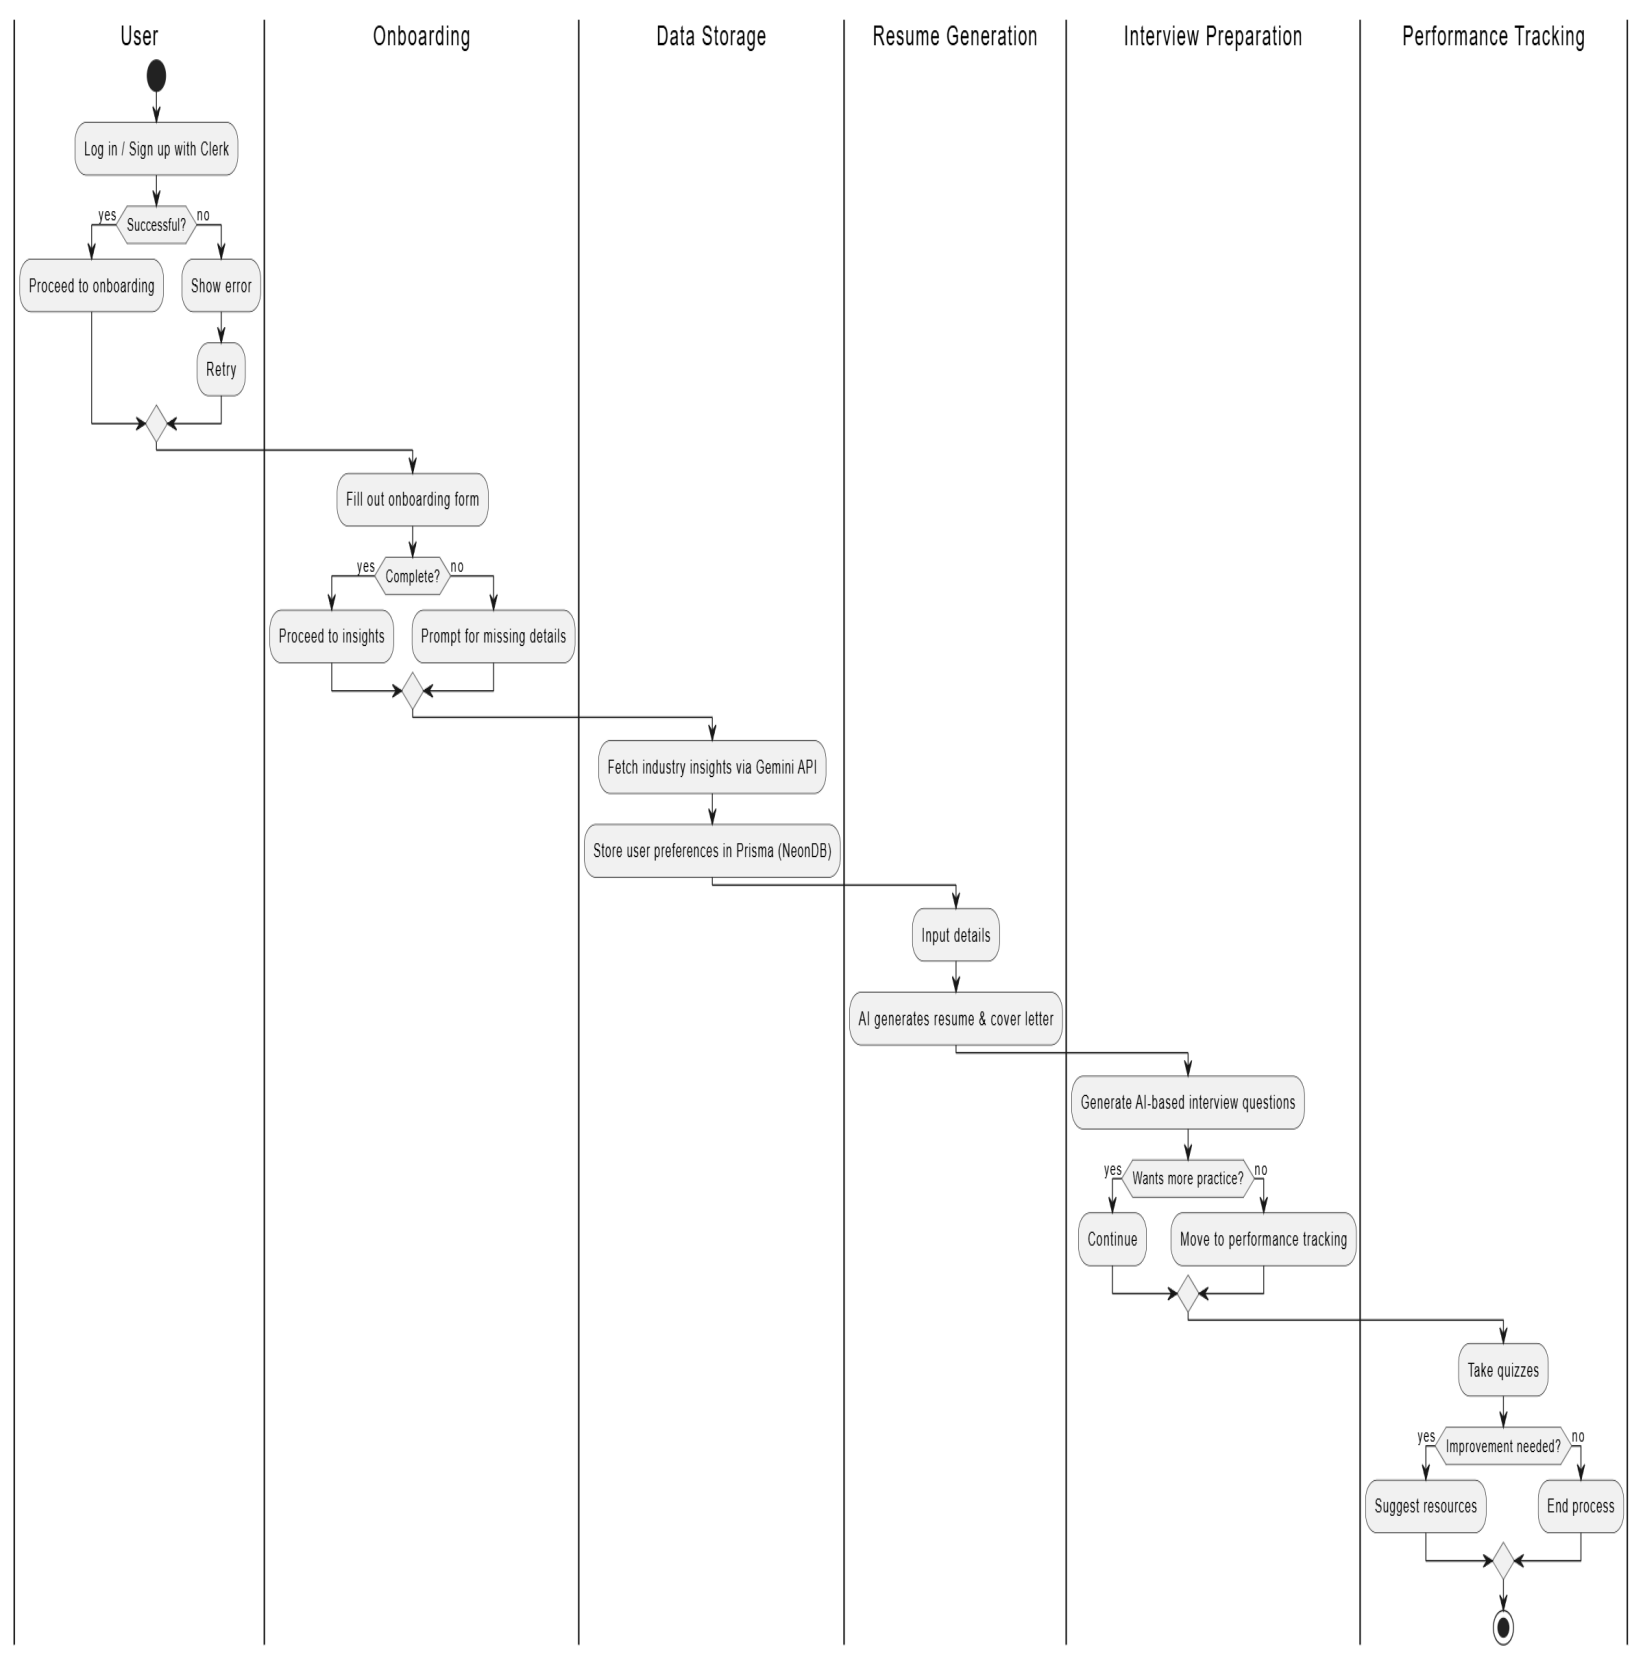 User
Onboarding
Data Storage
Resume Generation
Interview Preparation
Performance Tracking
Log in / Sign up with Clerk
yes
Successful?
no
Proceed to onboarding
Show error
Retry
Fill out onboarding form
yes
Complete?
no
Proceed to insights
Prompt for missing details
Fetch industry insights via Gemini API
Store user preferences in Prisma (NeonDB)
Input details
AI generates resume & cover letter
Generate AI-based interview questions
yes
Wants more practice?
no
Continue
Move to performance tracking
Take quizzes
yes
Improvement needed?
no
Suggest resources
End process